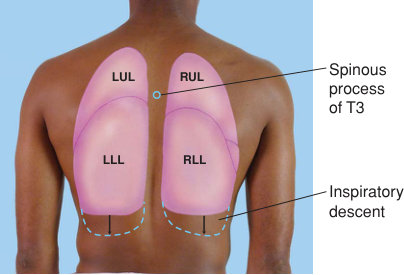 LUL
RUL
Spinous
process
of T3
LLL
RLL
Inspiratory
descent